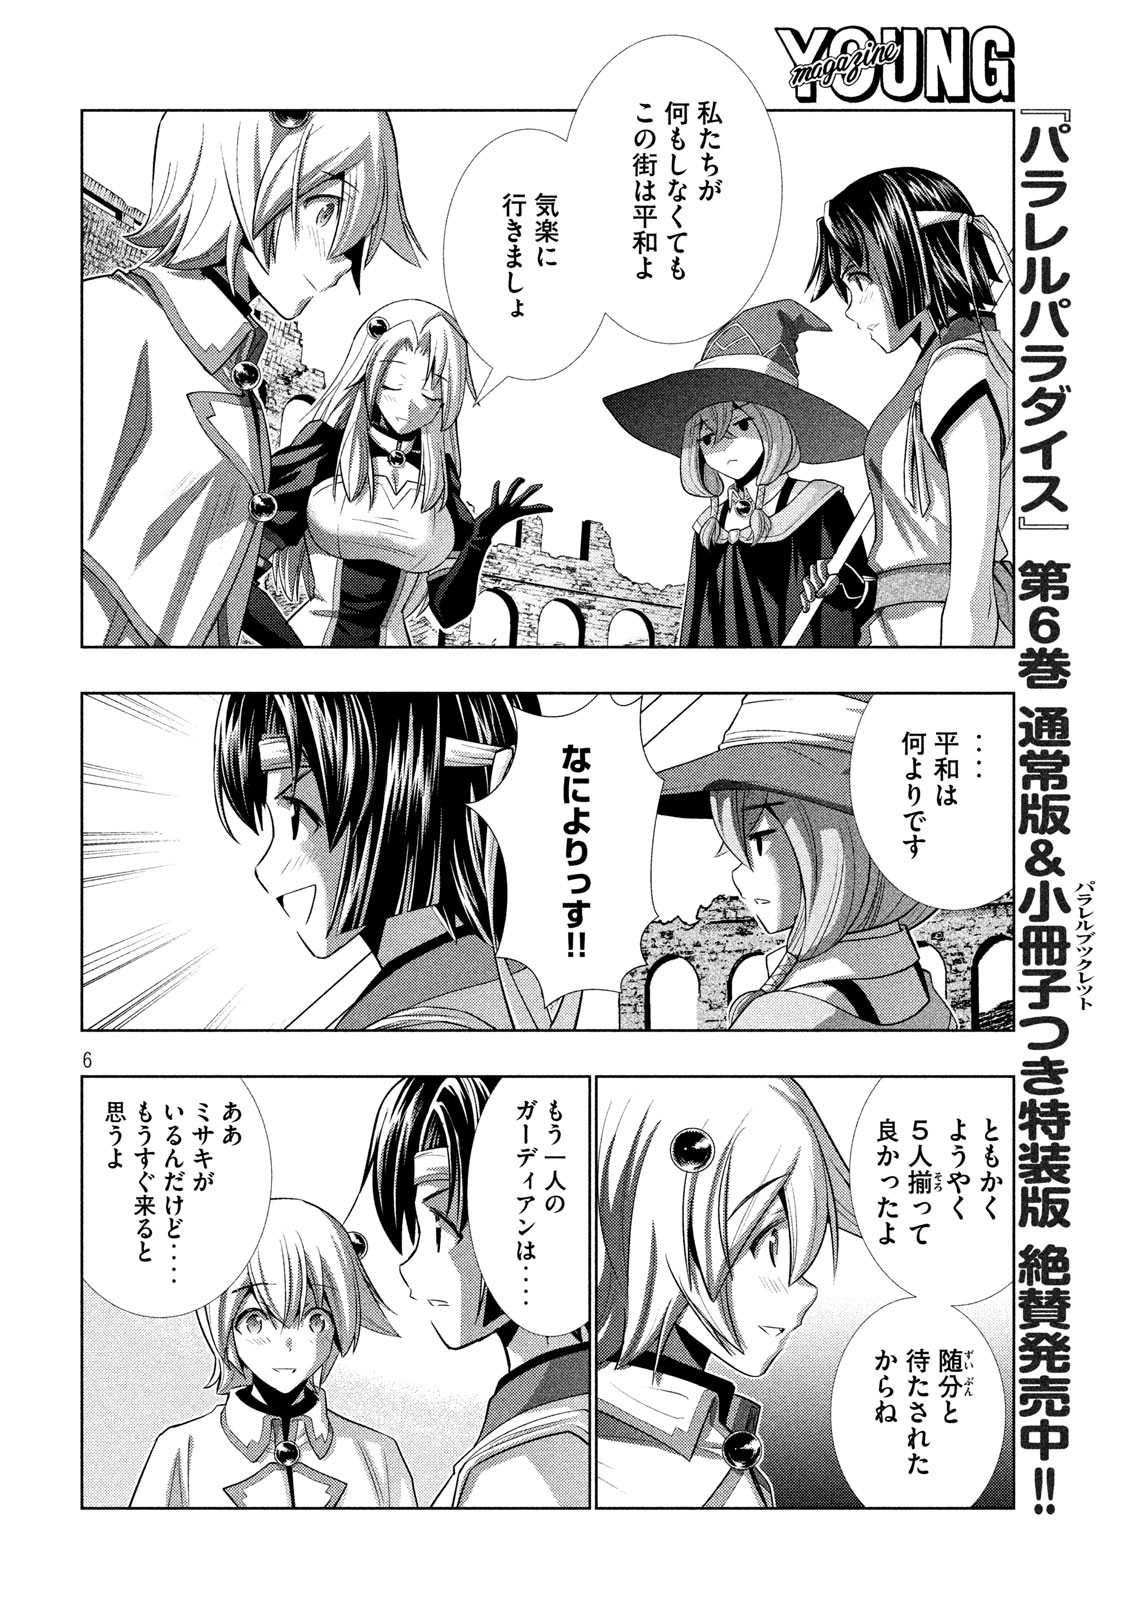 YOUNG
magazine
『パラレルパラダイス』第6巻 通常版&小冊子つき特装版 絶賛発売中!!
パラレルブックレット
私たちが
何もしなくても
この街は平和よ
気楽に
行きましょ
‥‥
平和は
何よりです
なによりっす!!
ともかく
ようやく
5人揃って
そろ
良かったよ
随分と
ずいぶん
待たされた
からね
もう一人の
ガーディアンは‥‥
ああ
ミサキが
いるんだけど‥‥
もうすぐ来ると
思うよ
6